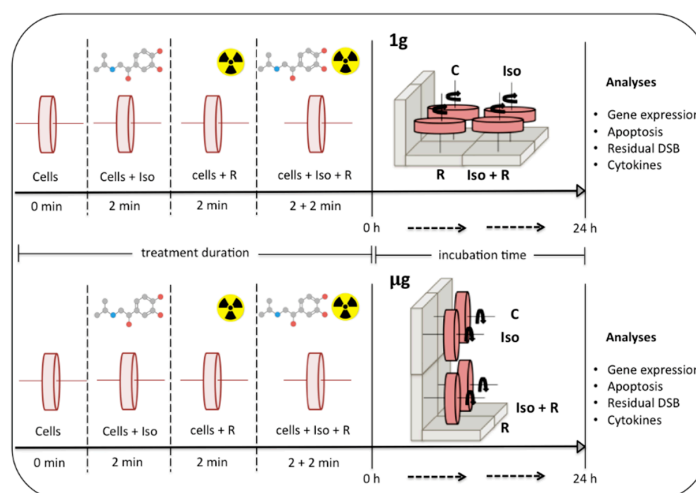 1g
C
Iso
R
Iso + R
Cells
Cells + Iso
cells + R
cells + Iso + R
0 min
2 min
2 min
2 + 2 min
0 h
24 h
treatment duration
incubation time
Analyses
• Gene expression
• Apoptosis
• Residual DSB
• Cytokines
µg
C
Iso
Iso + R
R
Cells
Cells + Iso
cells + R
cells + Iso + R
0 min
2 min
2 min
2 + 2 min
0 h
24 h
Analyses
• Gene expression
• Apoptosis
• Residual DSB
• Cytokines